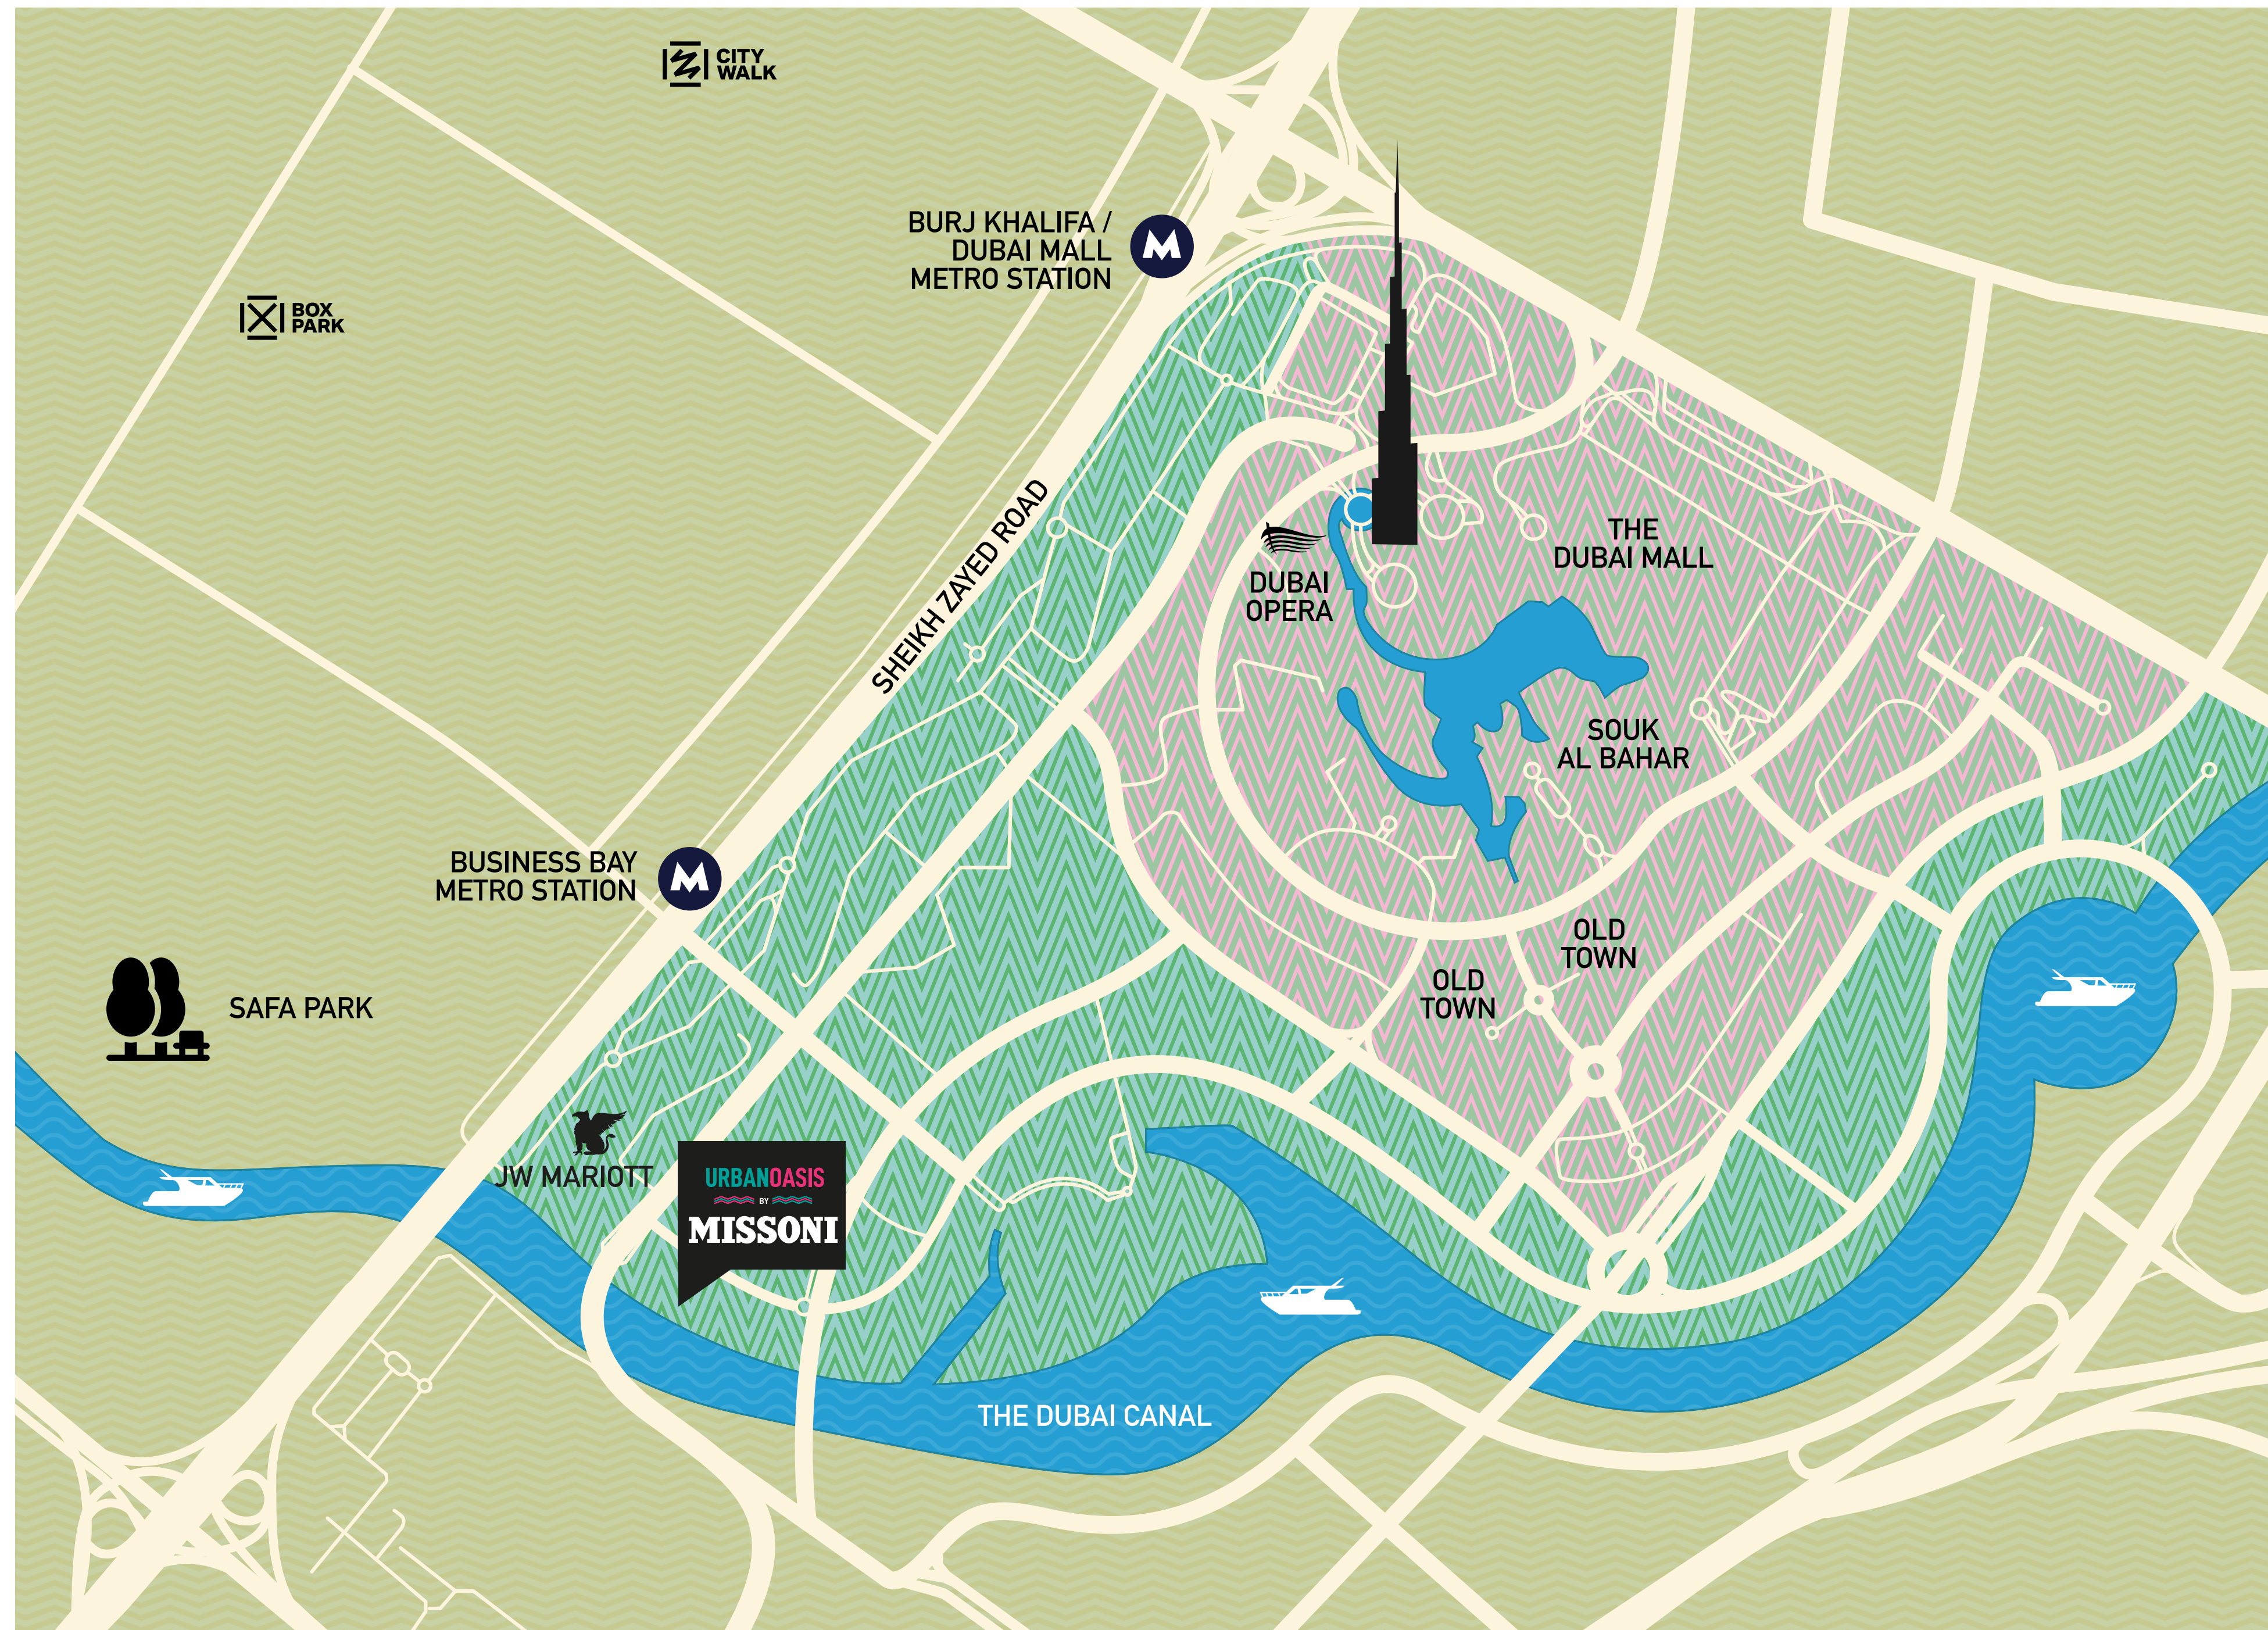 CITY
WALK
BURJ KHALIFA /
DUBAI MALL
METRO STATION
BOX
PARK
SHEIKH ZAYED ROAD
THE
DUBAI MALL
DUBAI
OPERA
SOUK
AL BAHAR
BUSINESS BAY
METRO STATION
OLD
TOWN
OLD
TOWN
SAFA PARK
JW MARIOTT
URBANOASIS
BY
MISSONI
THE DUBAI CANAL